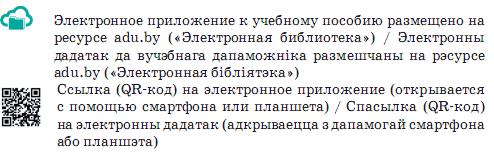 Электронное приложение к учебному пособию размещено на
ресурсе adu.by («Электронная библиотека») / Электронны
дадатак да вучэбнага дапаможніка размешчаны на рэсурсе
adu.by («Электронная бібліятэка»)
Ссылка (QR-код) на электронное приложение (открывается
с помощью смартфона или планшета) / Спасылка (QR-код)
на электронны дадатак (адкрываецца з дапамогай смартфона
або планшэта)